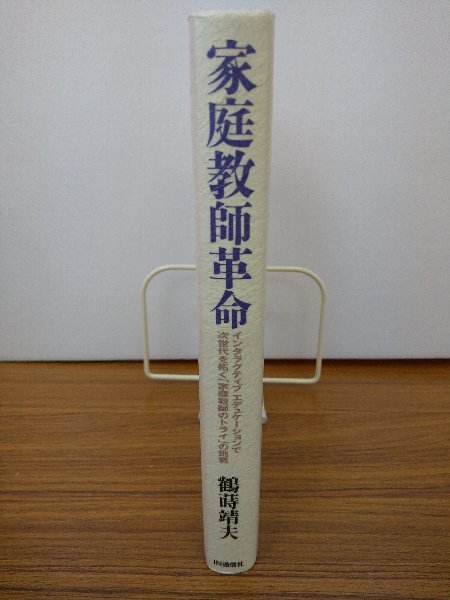 家庭教師革命
インタラクティブ・エデュケーションで
次世代を拓く「家庭教師のトライ」の挑戦
鶴蒔靖夫
IN通信社